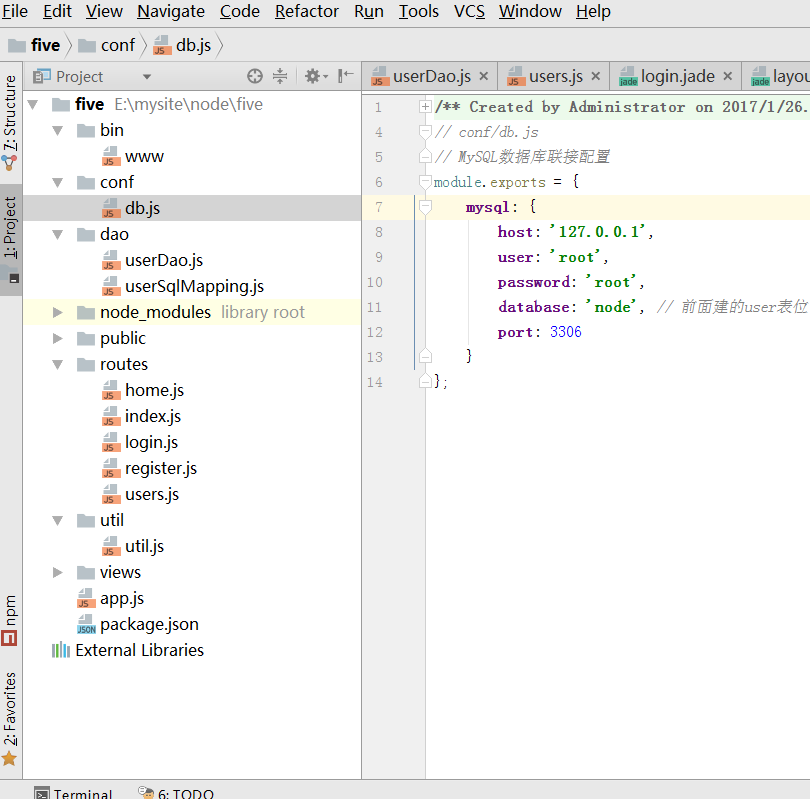 File Edit View Navigate Code Refactor Run Tools VCS Window Help
five conf db.js
Project
userDao.js users.js login.jade layou
Z: Structure
1: Project
npm
2: Favorites
five E:\mysite\node\five
bin
www
conf
db.js
dao
userDao.js
userSqlMapping.js
node_modules library root
public
routes
home.js
index.js
login.js
register.js
users.js
util
util.js
views
app.js
package.json
External Libraries
1 /** Created by Administrator on 2017/1/26.
4 // conf/db.js
5 // MySQL数据库联接配置
6 module.exports = {
7 mysql: {
8 host: '127.0.0.1',
9 user: 'root',
10 password: 'root',
11 database: 'node', // 前面建的user表位
12 port: 3306
13 }
14 };
Terminal 6: TODO